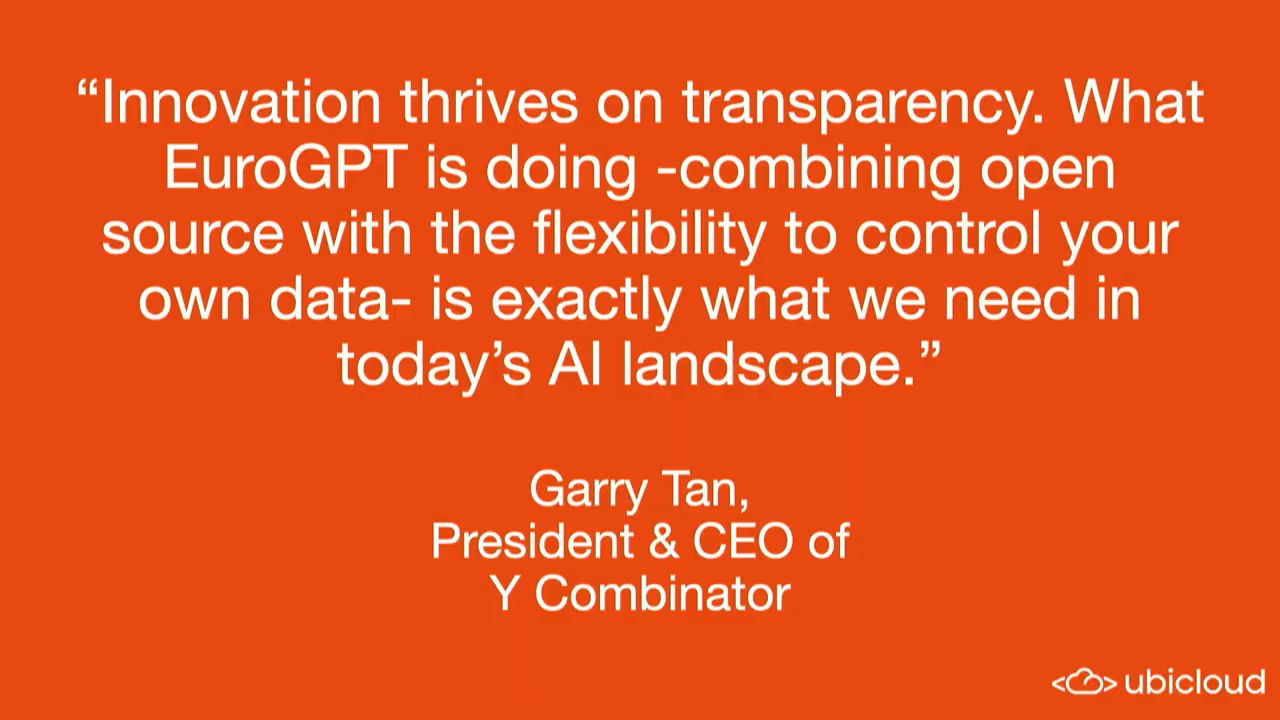 “Innovation thrives on transparency. What
EuroGPT is doing -combining open
source with the flexibility to control your
own data- is exactly what we need in
today’s AI landscape.”
Garry Tan,
President & CEO of
Y Combinator
ubicloud